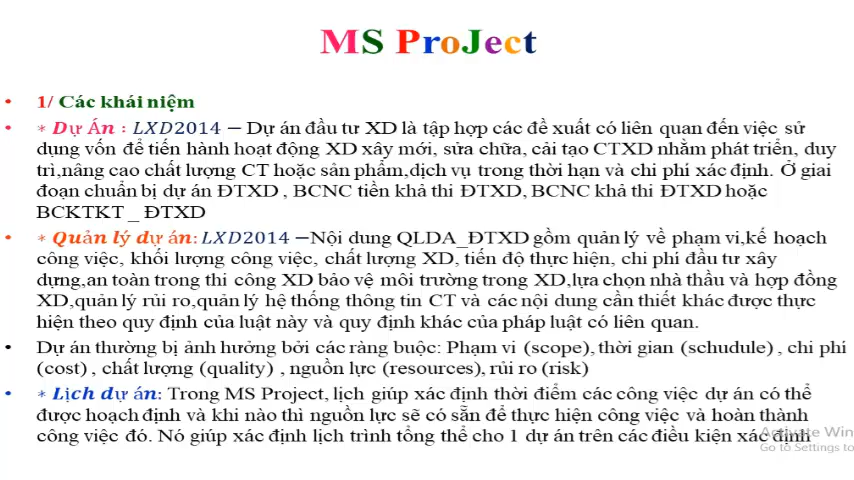 MS ProJect
• 1/ Các khái niệm
• * Dự Án : LXD2014 – Dự án đầu tư XD là tập hợp các đề xuất có liên quan đến việc sử
dụng vốn để tiến hành hoạt động XD xây mới, sửa chữa, cải tạo CTXD nhằm phát triển, duy
trì,nâng cao chất lượng CT hoặc sản phẩm,dịch vụ trong thời hạn và chi phí xác định. Ở giai
đoạn chuẩn bị dự án ĐTXD , BCNC tiền khả thi ĐTXD, BCNC khả thi ĐTXD hoặc
BCKTKT _ ĐTXD
• * Quản lý dự án: LXD2014 –Nội dung QLDA_ĐTXD gồm quản lý về phạm vi,kế hoạch
công việc, khối lượng công việc, chất lượng XD, tiến độ thực hiện, chi phí đầu tư xây
dựng,an toàn trong thi công XD bảo vệ môi trường trong XD,lựa chọn nhà thầu và hợp đồng
XD,quản lý rủi ro,quản lý hệ thống thông tin CT và các nội dung cần thiết khác được thực
hiện theo quy định của luật này và quy định khác của pháp luật có liên quan.
• Dự án thường bị ảnh hưởng bởi các ràng buộc: Phạm vi (scope), thời gian (schudule) , chi phí
(cost) , chất lượng (quality) , nguồn lực (resources), rủi ro (risk)
• * Lịch dự án: Trong MS Project, lịch giúp xác định thời điểm các công việc dự án có thể
được hoạch định và khi nào thì nguồn lực sẽ có sẵn để thực hiện công việc và hoàn thành
công việc đó. Nó giúp xác định lịch trình tổng thể cho 1 dự án trên các điều kiện xác định
Activate Win
Go to Settings to